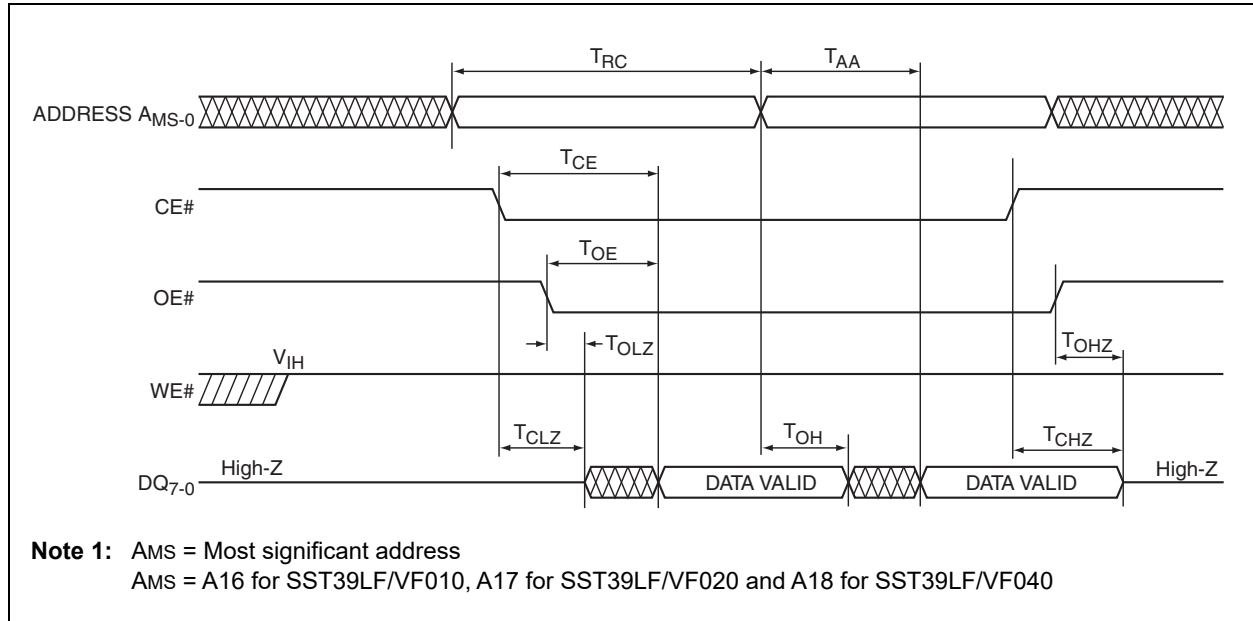 TRC
TAA
ADDRESS AMS-0
TCE
CE#
TOE
OE#
TOLZ
TOHZ
VIH
WE#
TCLZ
TOH
TCHZ
High-Z
DATA VALID
DATA VALID
High-Z
DQ7-0
Note 1: AMS = Most significant address
AMS = A16 for SST39LF/VF010, A17 for SST39LF/VF020 and A18 for SST39LF/VF040